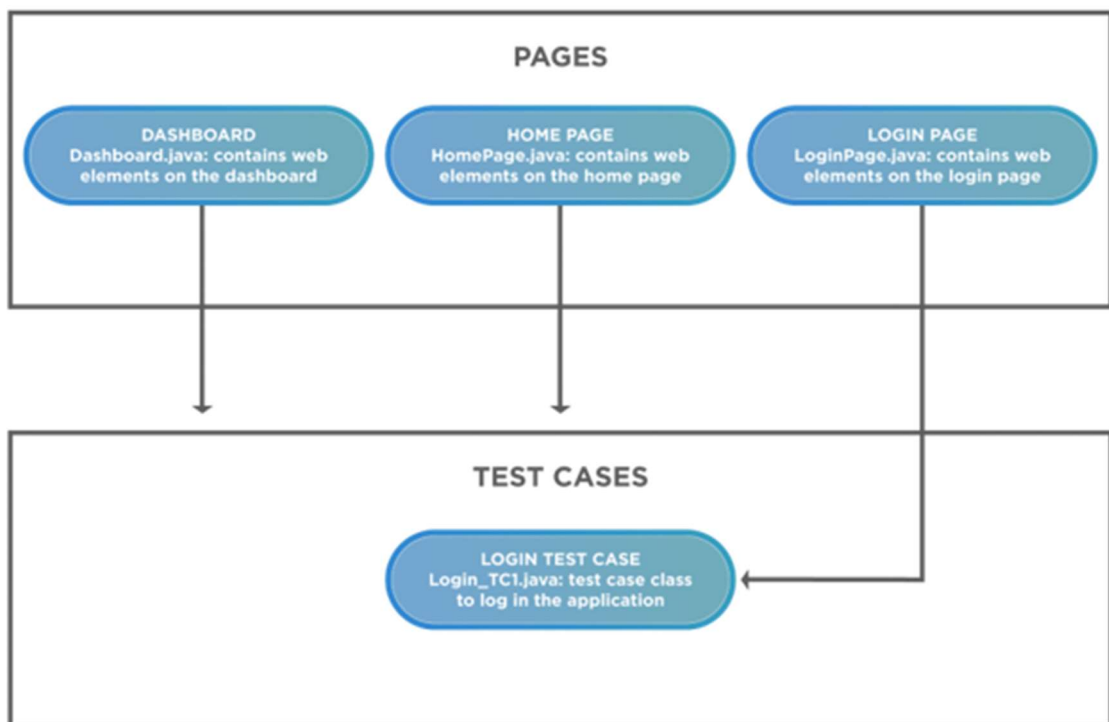 PAGES
DASHBOARD
Dashboard.java: contains web
elements on the dashboard
HOME PAGE
HomePage.java: contains web
elements on the home page
LOGIN PAGE
LoginPage.java: contains web
elements on the login page
TEST CASES
LOGIN TEST CASE
Login_TC1.java: test case class
to log in the application